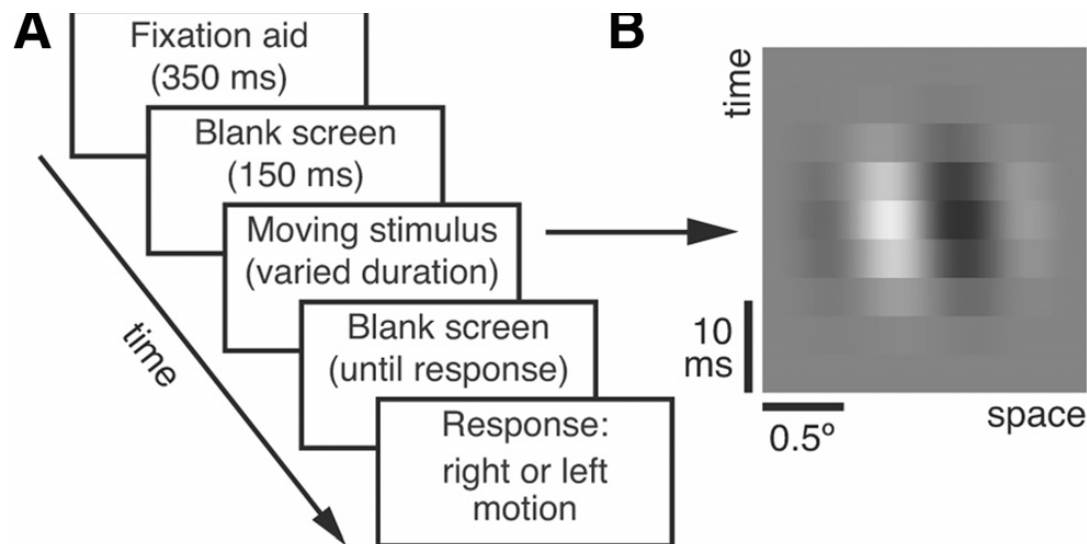 A
Fixation aid
(350 ms)
Blank screen
(150 ms)
Moving stimulus
(varied duration)
Blank screen
(until response)
Response:
right or left
motion
time
B
time
10
ms
0.5º
space